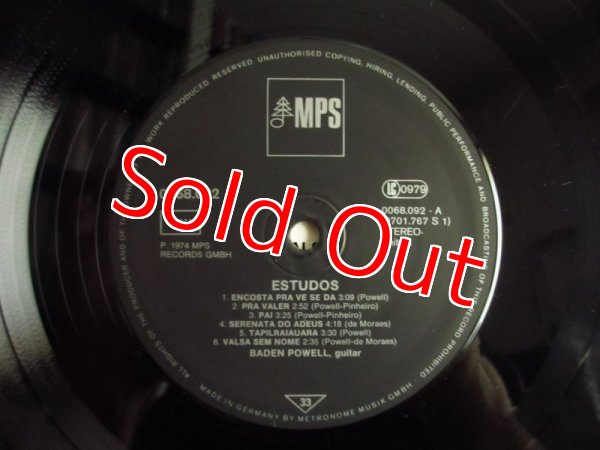 WORK REPRODUCED RESERVED. UNAUTHORISED COPYING, HIRING, LENDING, PUBLIC PERFORMANCE AND BROADCASTING OF THIS RECORD PROHIBITED
MPS
LC 0979
0068.092 - A
STEREO
P. 1974 MPS
RECORDS GMBH
Sold Out
ESTUDOS
1. ENCOSTA PRA VE SE DA 3:09 (Powell)
2. PRA VALER 2:52 (Powell-Pinheiro)
3. PAI 3:25 (Powell-Pinheiro)
4. SERENATA DO ADEUS 4:18 (de Moraes)
5. TAPILRAIAUARA 3:30 (Powell)
6. VALSA SEM NOME 2:35 (Powell-de Moraes)
BADEN POWELL, guitar
33
MADE IN GERMANY BY METRONOME MUSIK GMBH
ALL RIGHTS OF THE PRODUCER AND OF